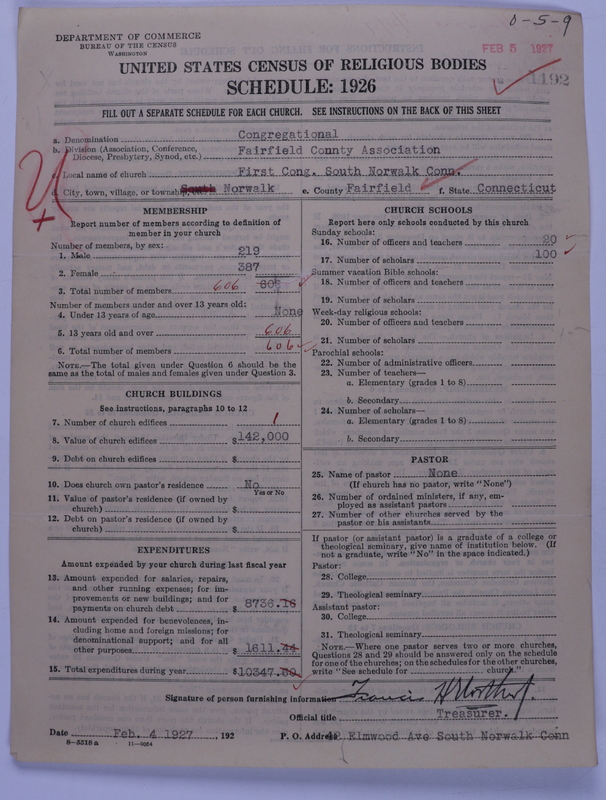 0-5-9
DEPARTMENT OF COMMERCE
BUREAU OF THE CENSUS
WASHINGTON
FEB 5 1927
UNITED STATES CENSUS OF RELIGIOUS BODIES
SCHEDULE: 1926
1192
FILL OUT A SEPARATE SCHEDULE FOR EACH CHURCH. SEE INSTRUCTIONS ON THE BACK OF THIS SHEET
a. Denomination Congregational
b. Division (Association, Conference, Diocese, Presbytery, Synod, etc.) Fairfield County Association
c. Local name of church First Cong. South Norwalk Conn.
d. City, town, village, or township, etc. South Norwalk e. County Fairfield f. State Connecticut
MEMBERSHIP
Report number of members according to definition of
member in your church
Number of members, by sex:
1. Male 219
2. Female 387
3. Total number of members 606 606
Number of members under and over 13 years old:
4. Under 13 years of age None
5. 13 years old and over 606
6. Total number of members 606
NOTE.—The total given under Question 6 should be the
same as the total of males and females given under Question 3.
CHURCH BUILDINGS
See instructions, paragraphs 10 to 12
7. Number of church edifices 1
8. Value of church edifices $142,000
9. Debt on church edifices $
10. Does church own pastor's residence No
Yes or No
11. Value of pastor's residence (if owned by
church) $
12. Debt on pastor's residence (if owned by
church) $
EXPENDITURES
Amount expended by your church during last fiscal year
13. Amount expended for salaries, repairs,
and other running expenses; for im-
provements or new buildings; and for
payments on church debt $ 8736.16
14. Amount expended for benevolences, in-
cluding home and foreign missions; for
denominational support; and for all
other purposes 1611.44
15. Total expenditures during year $10347.60
CHURCH SCHOOLS
Report here only schools conducted by this church
Sunday schools:
16. Number of officers and teachers 20
17. Number of scholars 100
Summer vacation Bible schools:
18. Number of officers and teachers
19. Number of scholars
Week-day religious schools:
20. Number of officers and teachers
21. Number of scholars
Parochial schools:
22. Number of administrative officers
23. Number of teachers—
a. Elementary (grades 1 to 8)
b. Secondary
24. Number of scholars—
a. Elementary (grades 1 to 8)
b. Secondary
PASTOR
25. Name of pastor None
(If church has no pastor, write "None")
26. Number of ordained ministers, if any, em-
ployed as assistant pastors
27. Number of other churches served by the
pastor or his assistants
If pastor (or assistant pastor) is a graduate of a college or
theological seminary, give name of institution below. (If
not a graduate, write "No" in the space indicated.)
Pastor:
28. College
29. Theological seminary
Assistant pastor:
30. College
31. Theological seminary
NOTE.—Where one pastor serves two or more churches,
Questions 28 and 29 should be answered only on the schedule
for one of the churches; on the schedules for the other churches,
write "See schedule for church."
Signature of person furnishing information Francis H
Official title Treasurer.
Date Feb. 4 1927 , 192
P. O. Address 42 Elmwood Ave South Norwalk Conn
8-5518a 11-9054